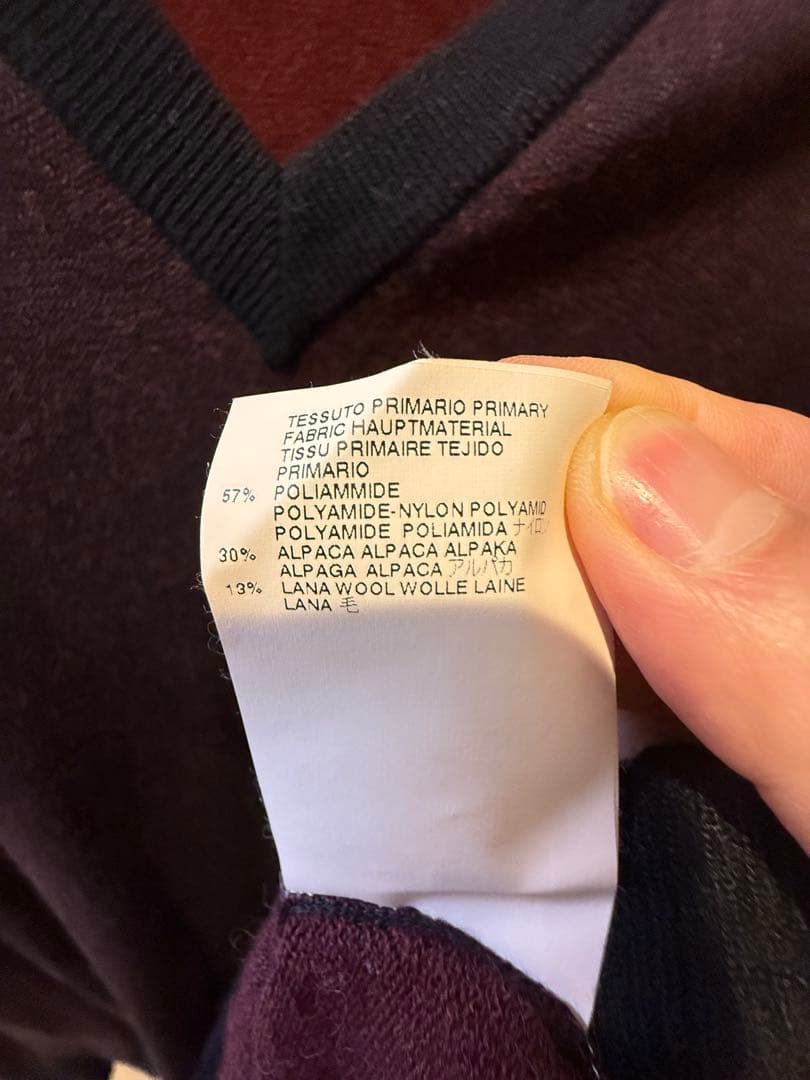 TESSUTO PRIMARIO PRIMARY
FABRIC HAUPTMATERIAL
TISSU PRIMAIRE TEJIDO
PRIMARIO
57% POLIAMMIDE
POLYAMIDE-NYLON POLYAMID
POLYAMIDE POLIAMIDA ナイロン
30% ALPACA ALPACA ALPAKA
ALPAGA ALPACA アルパカ
13% LANA WOOL WOLLE LAINE
LANA 毛